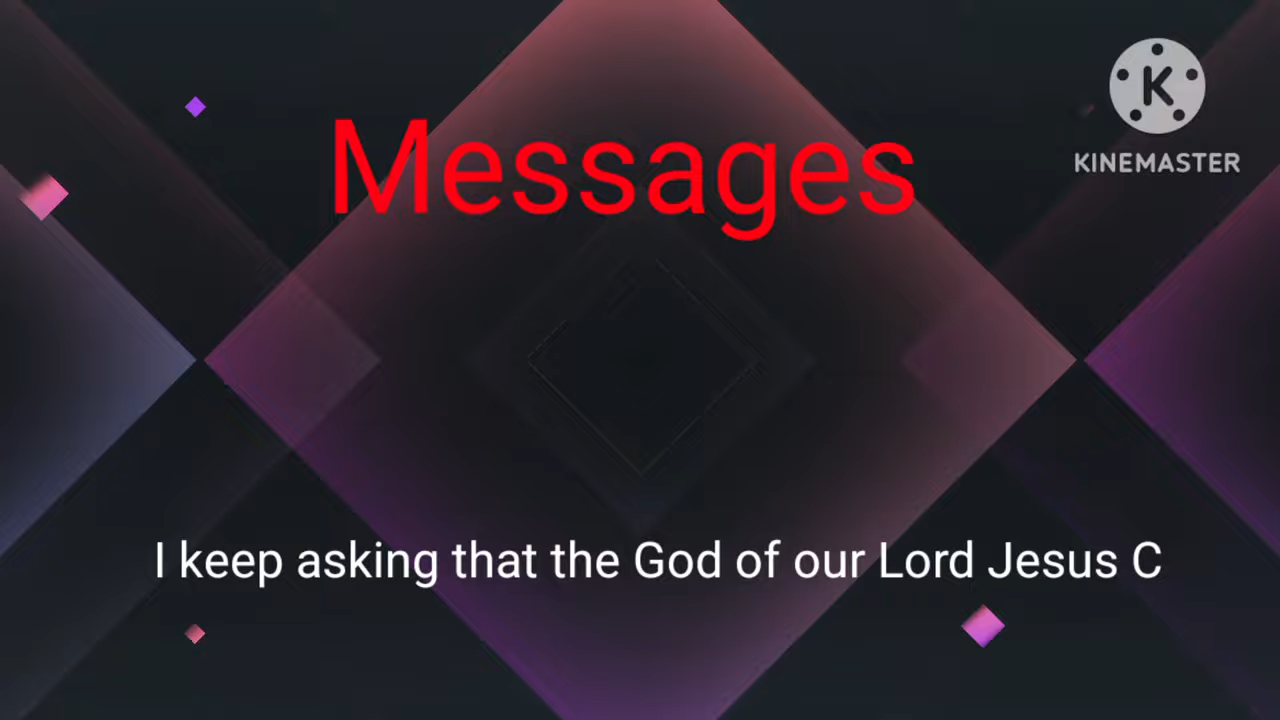 Messages
K
KINEMASTER
I keep asking that the God of our Lord Jesus C